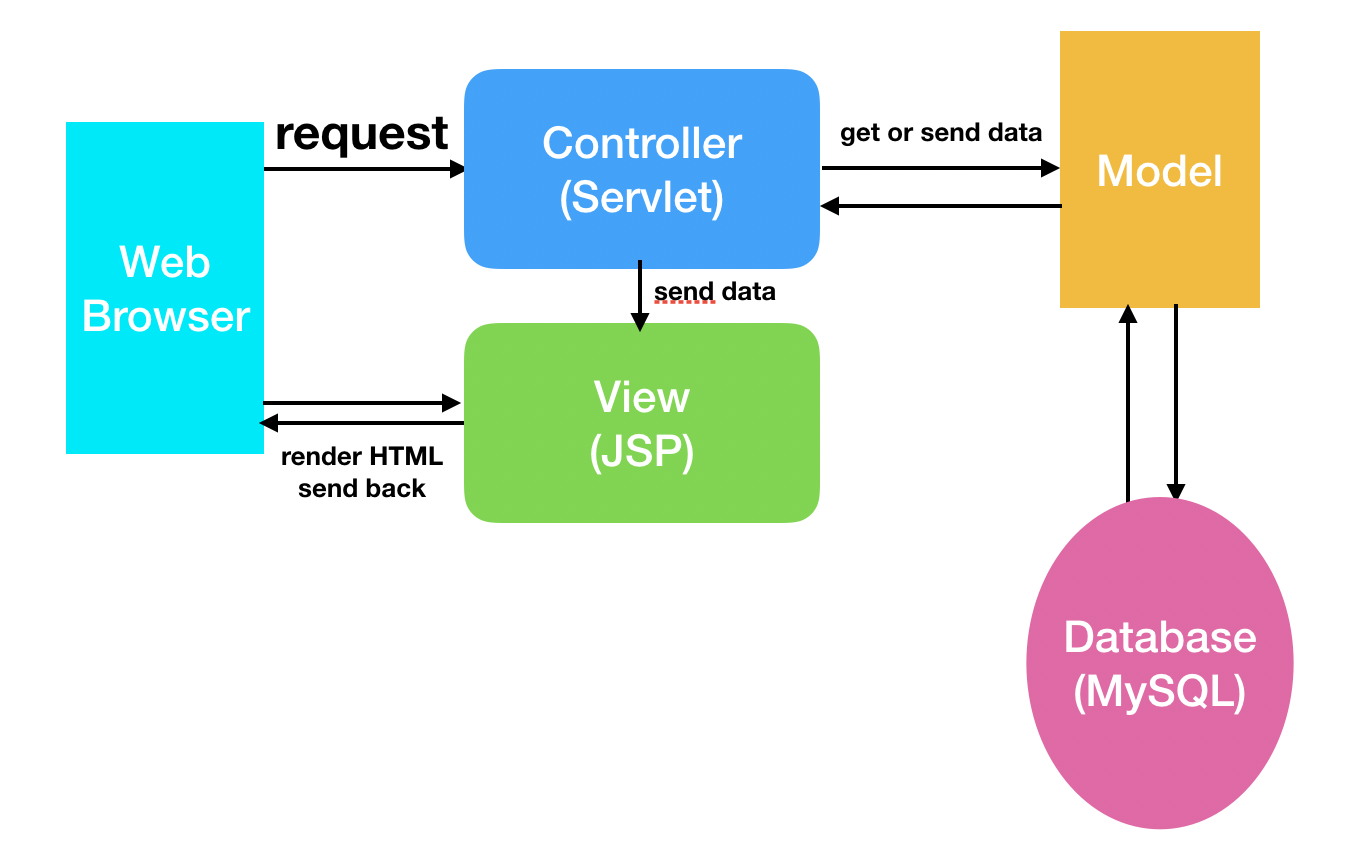 request
Controller
(Servlet)
get or send data
Model
Web
Browser
send data
View
(JSP)
render HTML
send back
Database
(MySQL)